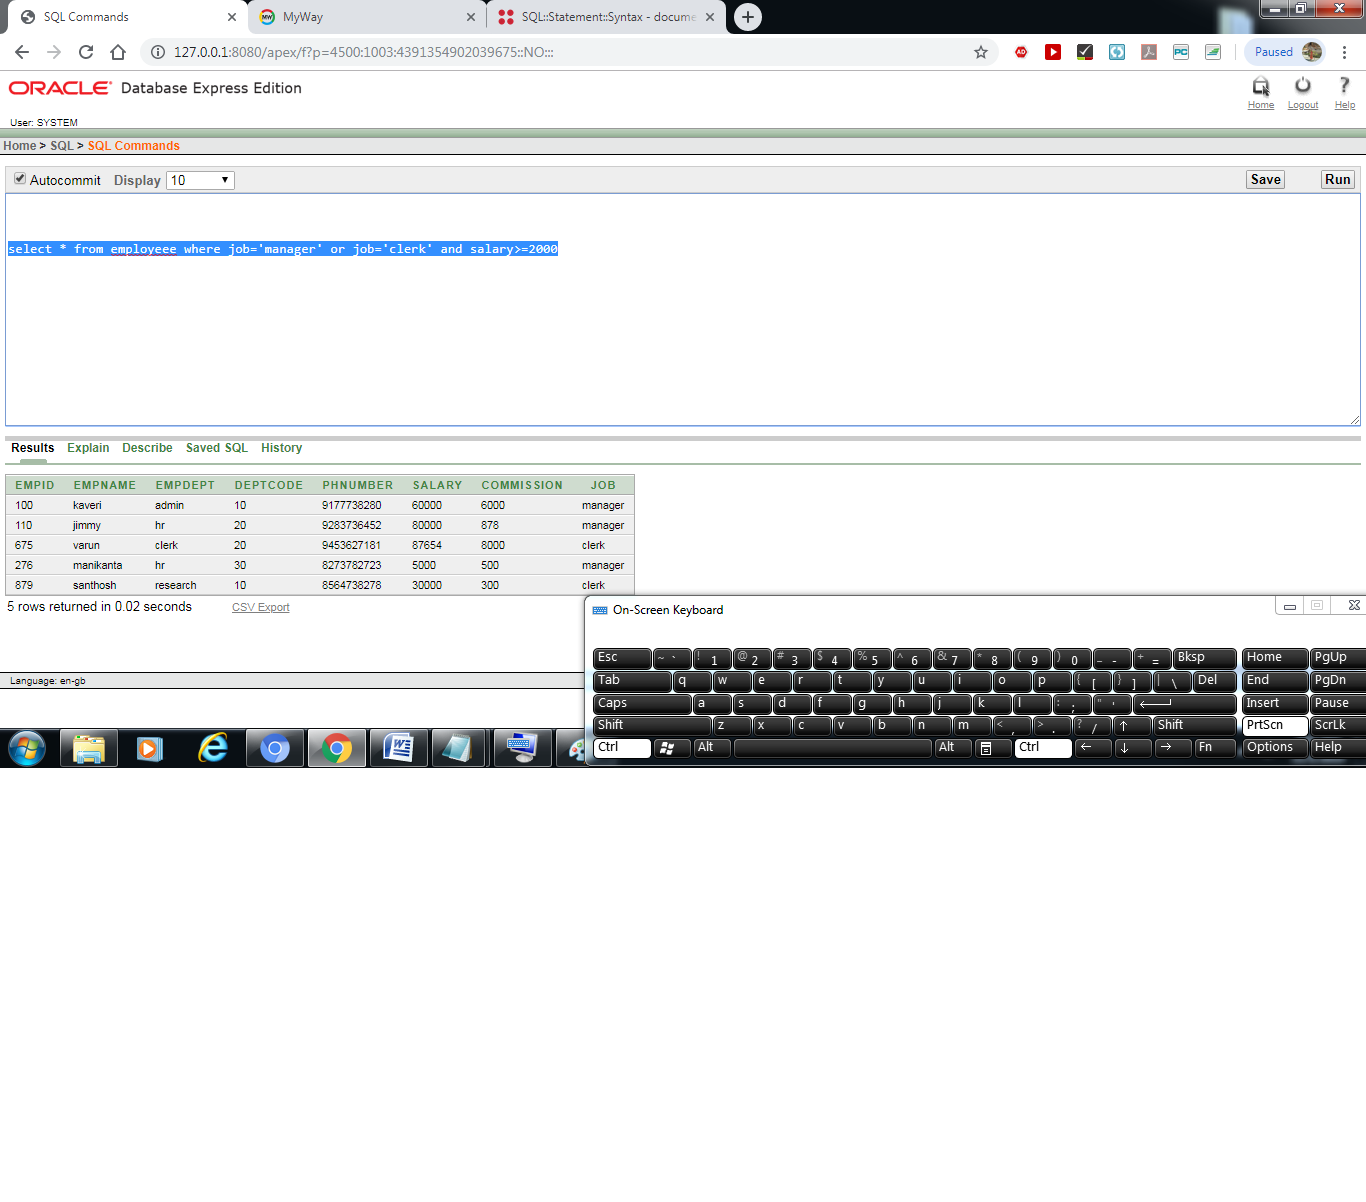 SQL Commands
MyWay
SQL::Statement::Syntax - docume
127.0.0.1:8080/apex/f?p=4500:1003:4391354902039675::NO:::
Paused
ORACLE Database Express Edition
Home Logout Help
User: SYSTEM
Home > SQL > SQL Commands
Autocommit Display 10 Save Run
select * from employeee where job='manager' or job='clerk' and salary>=2000
Results Explain Describe Saved SQL History
EMPID EMPNAME EMPDEPT DEPTCODE PHNUMBER SALARY COMMISSION JOB
100 kaveri admin 10 9177738280 60000 6000 manager
110 jimmy hr 20 9283736452 80000 878 manager
675 varun clerk 20 9453627181 87654 8000 clerk
276 manikanta hr 30 8273782723 5000 500 manager
879 santhosh research 10 8564738278 30000 300 clerk
5 rows returned in 0.02 seconds CSV Export
On-Screen Keyboard
Esc ~ ` ! 1 @ 2 # 3 $ 4 % 5 ^ 6 & 7 * 8 ( 9 ) 0 _ - + = Bksp Home PgUp
Tab q w e r t y u i o p { [ } ] | \ Del End PgDn
Caps a s d f g h j k l : ; " ' Insert Pause
Shift z x c v b n m < , > . ? / ↑ Shift PrtScn ScrLk
Ctrl Alt Alt Ctrl ← ↓ → Fn Options Help
Language: en-gb